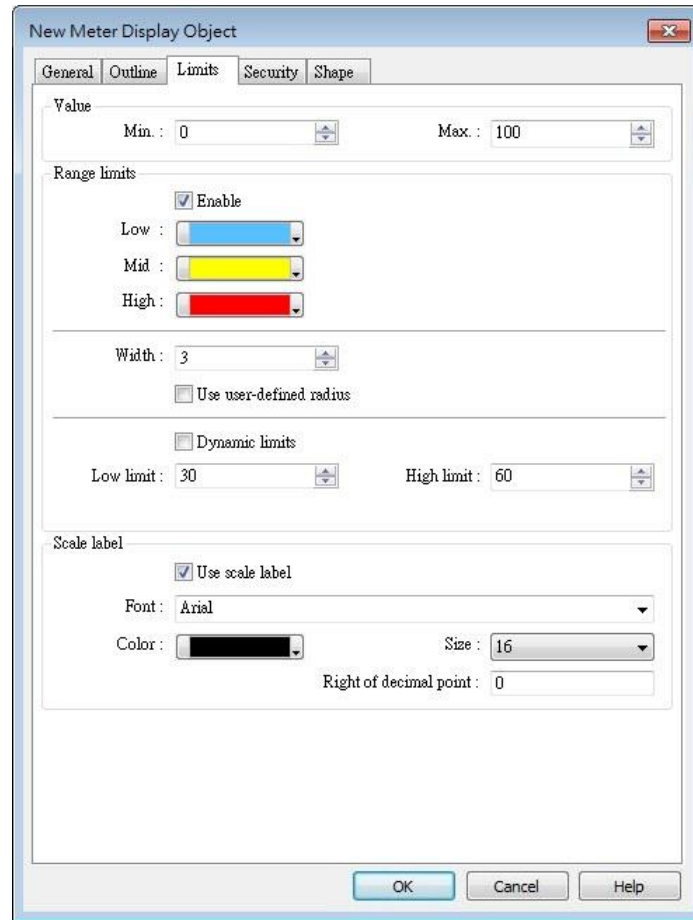 New Meter Display Object
General Outline Limits Security Shape
Value
Min. : 0 Max. : 100
Range limits
Enable
Low :
Mid :
High :
Width : 3
Use user-defined radius
Dynamic limits
Low limit : 30 High limit : 60
Scale label
Use scale label
Font : Arial
Color : Size : 16
Right of decimal point : 0
OK Cancel Help